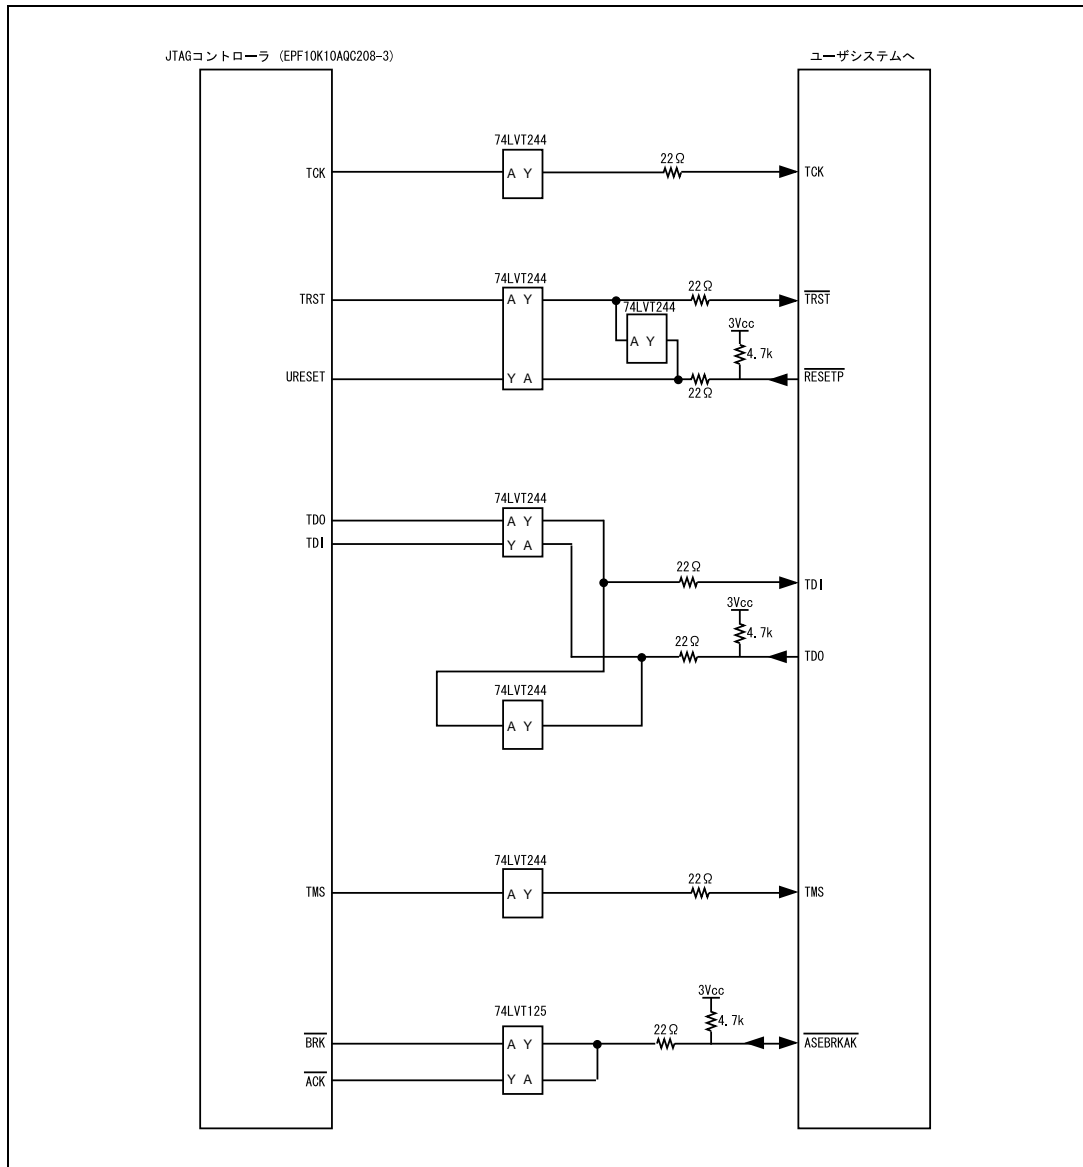 JTAGコントローラ (EPF10K10AQC208-3)
ユーザシステムへ
74LVT244
22Ω
TCK
A Y
TCK
74LVT244
22Ω
TRST
A Y
TRST
74LVT244
3Vcc
A Y
4.7k
URESET
Y A
RESETP
22Ω
74LVT244
TDO
A Y
TDI
Y A
22Ω
TDI
3Vcc
22Ω
4.7k
TDO
74LVT244
A Y
74LVT244
22Ω
TMS
A Y
TMS
3Vcc
74LVT125
4.7k
22Ω
BRK
A Y
ASEBRKAK
ACK
Y A